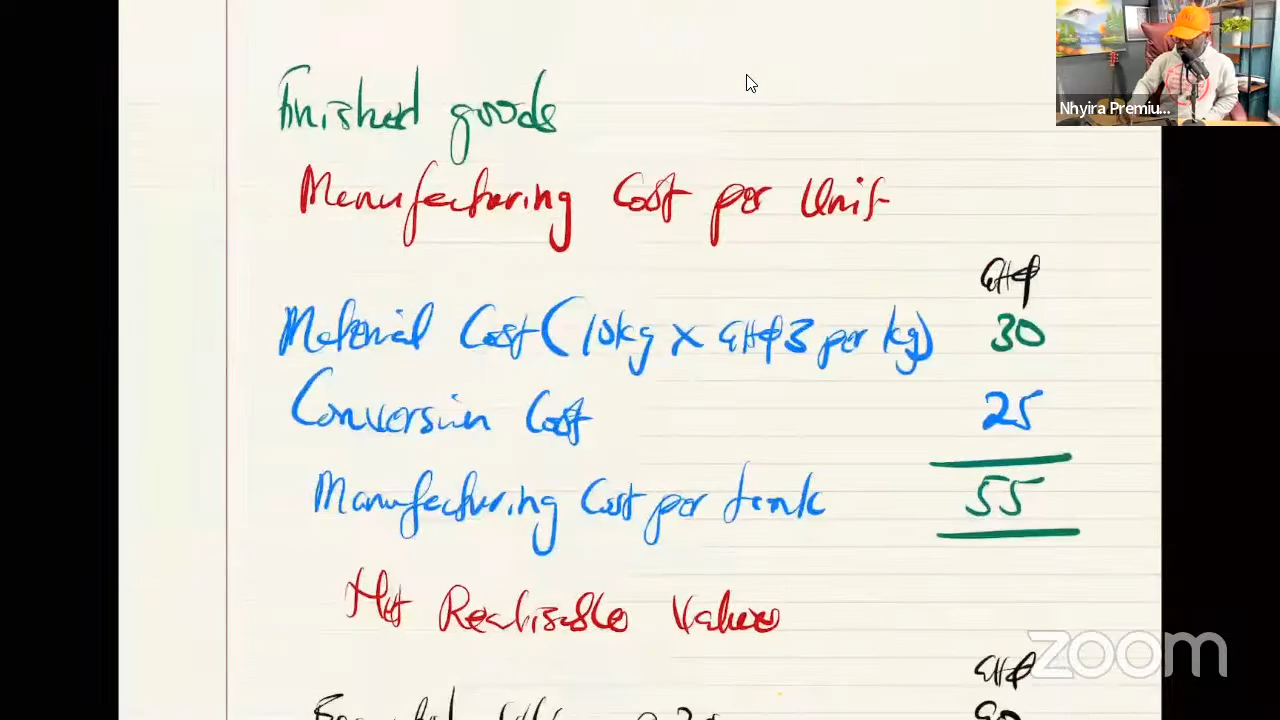 Nhyira Premiu...
Finished goods
Manufacturing Cost per Unit
GH¢
Material Cost (10kg x GH¢3 per kg) 30
Conversion Cost 25
Manufacturing Cost per tank 55
Net Realisable Value
zoom
GH¢